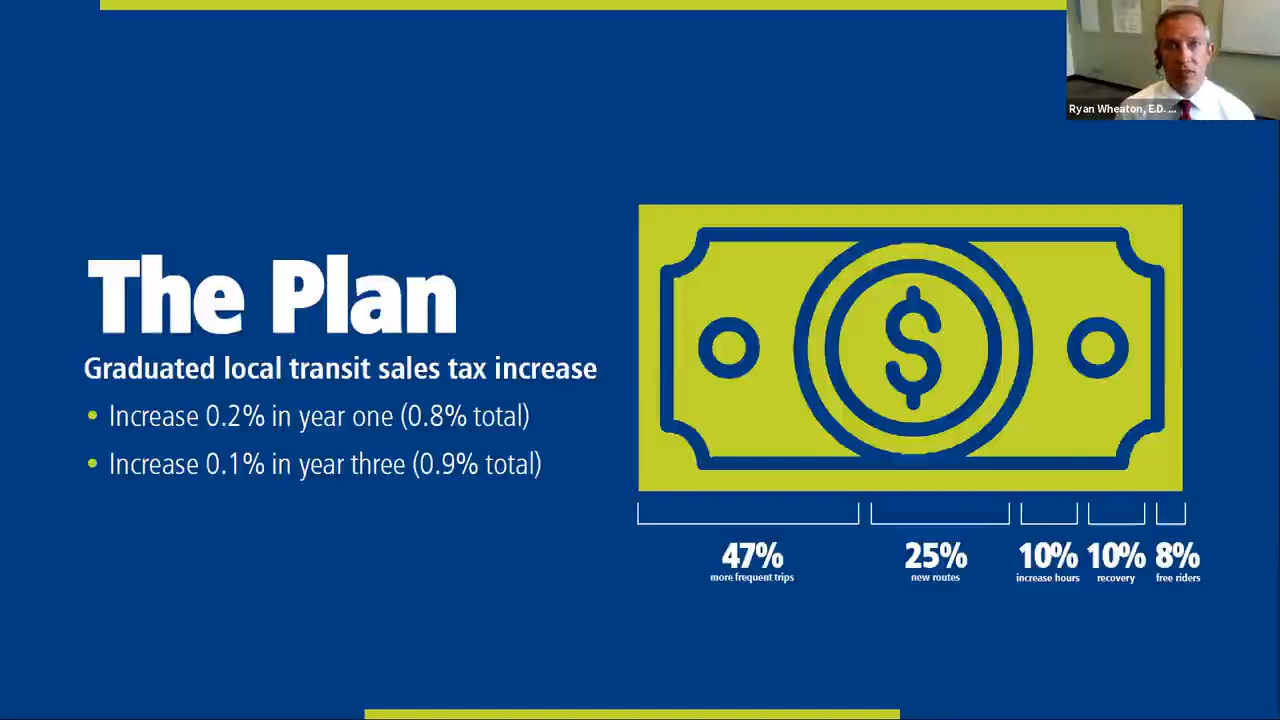 Ryan Wheaton, E.D. ...
The Plan
Graduated local transit sales tax increase
• Increase 0.2% in year one (0.8% total)
• Increase 0.1% in year three (0.9% total)
$
47% 25% 10% 10% 8%
more frequent trips new routes increase hours recovery free riders